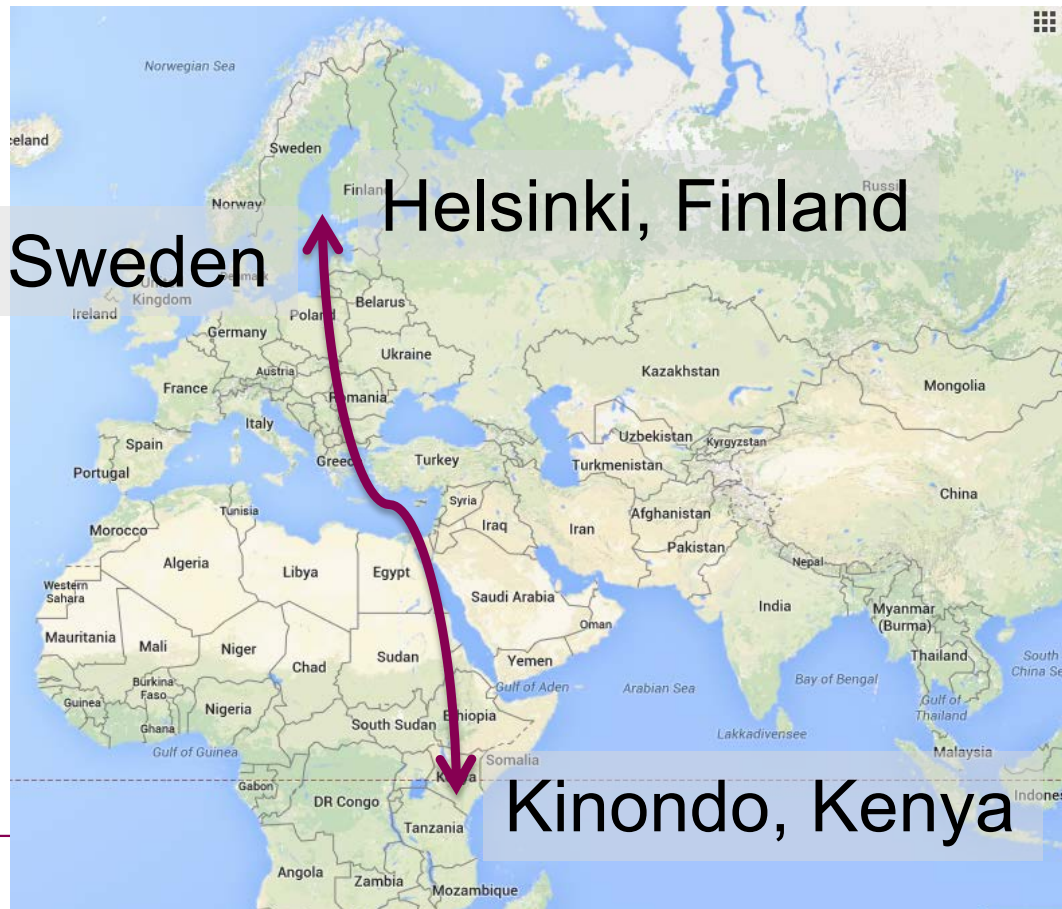 Norwegian Sea
celand
Sweden
Finland
Norway
Russi
Helsinki, Finland
Sweden
Kingdom
Ireland
Belarus
Poland
Germany
Ukraine
Austria
France
Romania
Kazakhstan
Mongolia
Italy
Spain
Uzbekistan
Kyrgyzstan
Portugal
Greec
Turkey
Turkmenistan
China
Tunisia
Syria
Afghanistan
Morocco
Iraq
Iran
Pakistan
Algeria
Libya
Egypt
Nepal
Western
Sahara
Saudi Arabia
India
Myanmar
(Burma)
Oman
Mauritania
Mali
Niger
Sudan
Yemen
Thailand
South
China Se
Chad
Burkina
Faso
Gulf of Aden
Arabian Sea
Bay of Bengal
Guinea
Nigeria
South Sudan
Ethiopia
Gulf of
Thailand
Ghana
Lakkadivensee
Gulf of Guinea
Somalia
Malaysia
Gabon
DR Congo
Kinondo, Kenya
Indones
Tanzania
Angola
Zambia
Mozambique